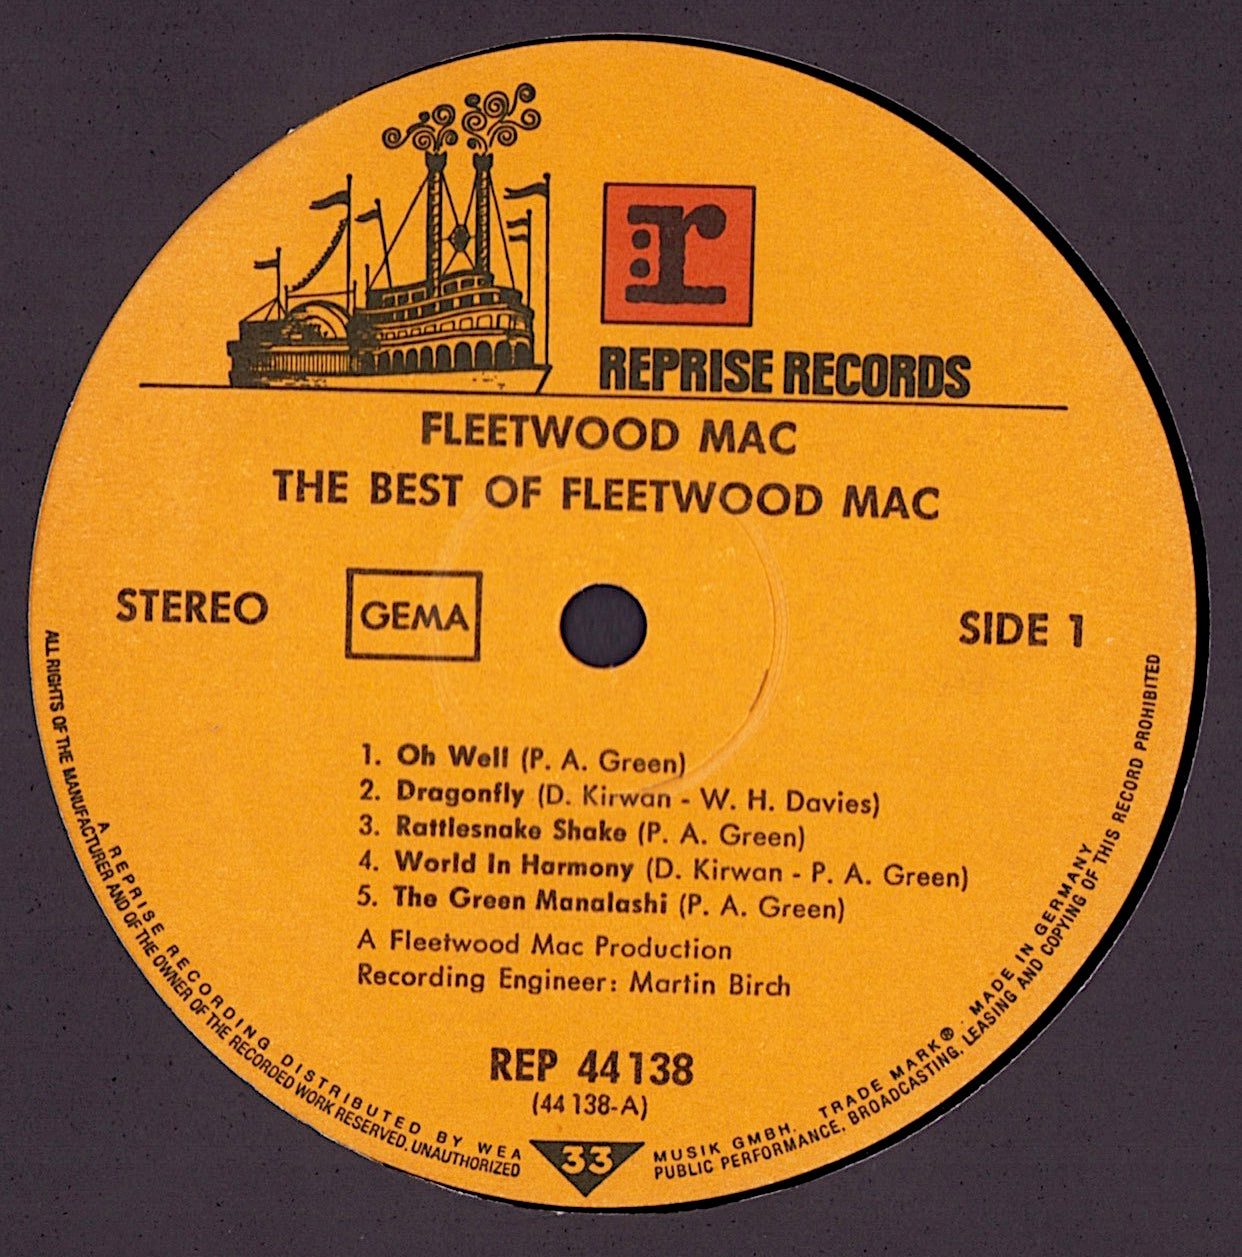 r:
REPRISE RECORDS
FLEETWOOD MAC
THE BEST OF FLEETWOOD MAC
STEREO
GEMA
SIDE 1
1. Oh Well (P. A. Green)
2. Dragonfly (D. Kirwan - W. H. Davies)
3. Rattlesnake Shake (P. A. Green)
4. World In Harmony (D. Kirwan - P. A. Green)
5. The Green Manalashi (P. A. Green)
A Fleetwood Mac Production
Recording Engineer: Martin Birch
REP 44 138
(44 138-A)
33
A REPRISE RECORDING DISTRIBUTED BY WEA MUSIK GMBH. TRADE MARK® . MADE IN GERMANY
ALL RIGHTS OF THE MANUFACTURER AND OF THE OWNER OF THE RECORDED WORK RESERVED. UNAUTHORIZED PUBLIC PERFORMANCE, BROADCASTING, LEASING AND COPYING OF THIS RECORD PROHIBITED